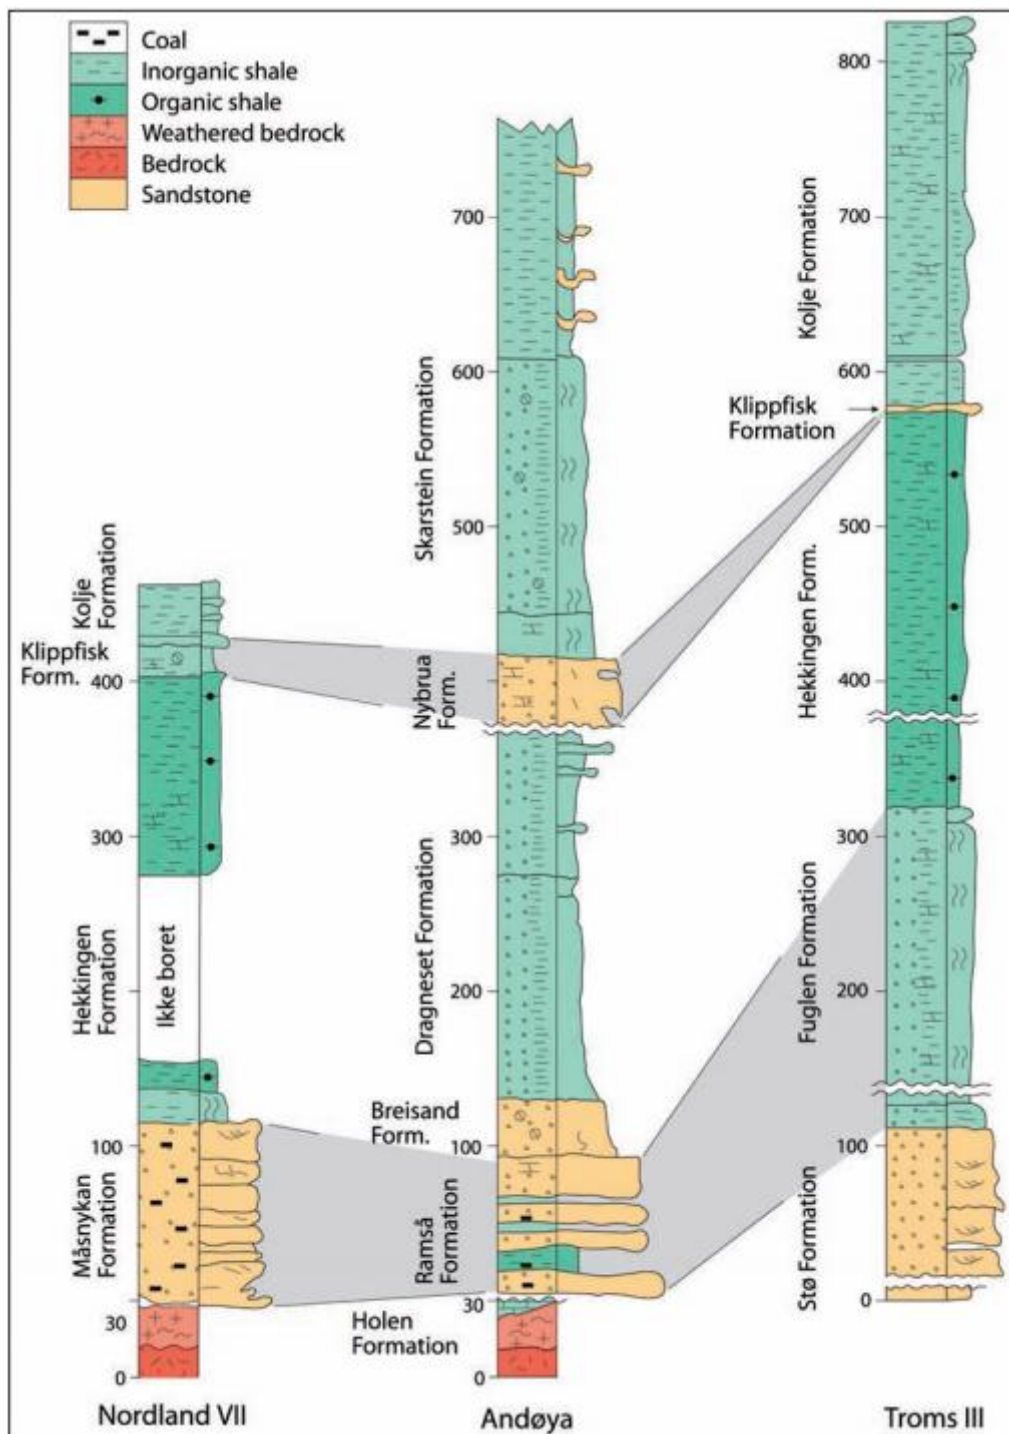 Coal
Inorganic shale
Organic shale
Weathered bedrock
Bedrock
Sandstone
Kolje
Formation
Klippfisk
Form.
400
300
Hekkingen
Formation
Ikke boret
100
Måsnykan
Formation
30
0
Nordland VII
700
600
Skarstein Formation
500
Nybrua
Form.
300
Dragneset Formation
200
Breisand
Form.
100
Ramså
Formation
30
Holen
Formation
0
Andøya
800
700
Kolje Formation
600
Klippfisk
Formation
500
Hekkingen Form.
400
300
Fuglen Formation
200
100
Stø Formation
0
Troms III